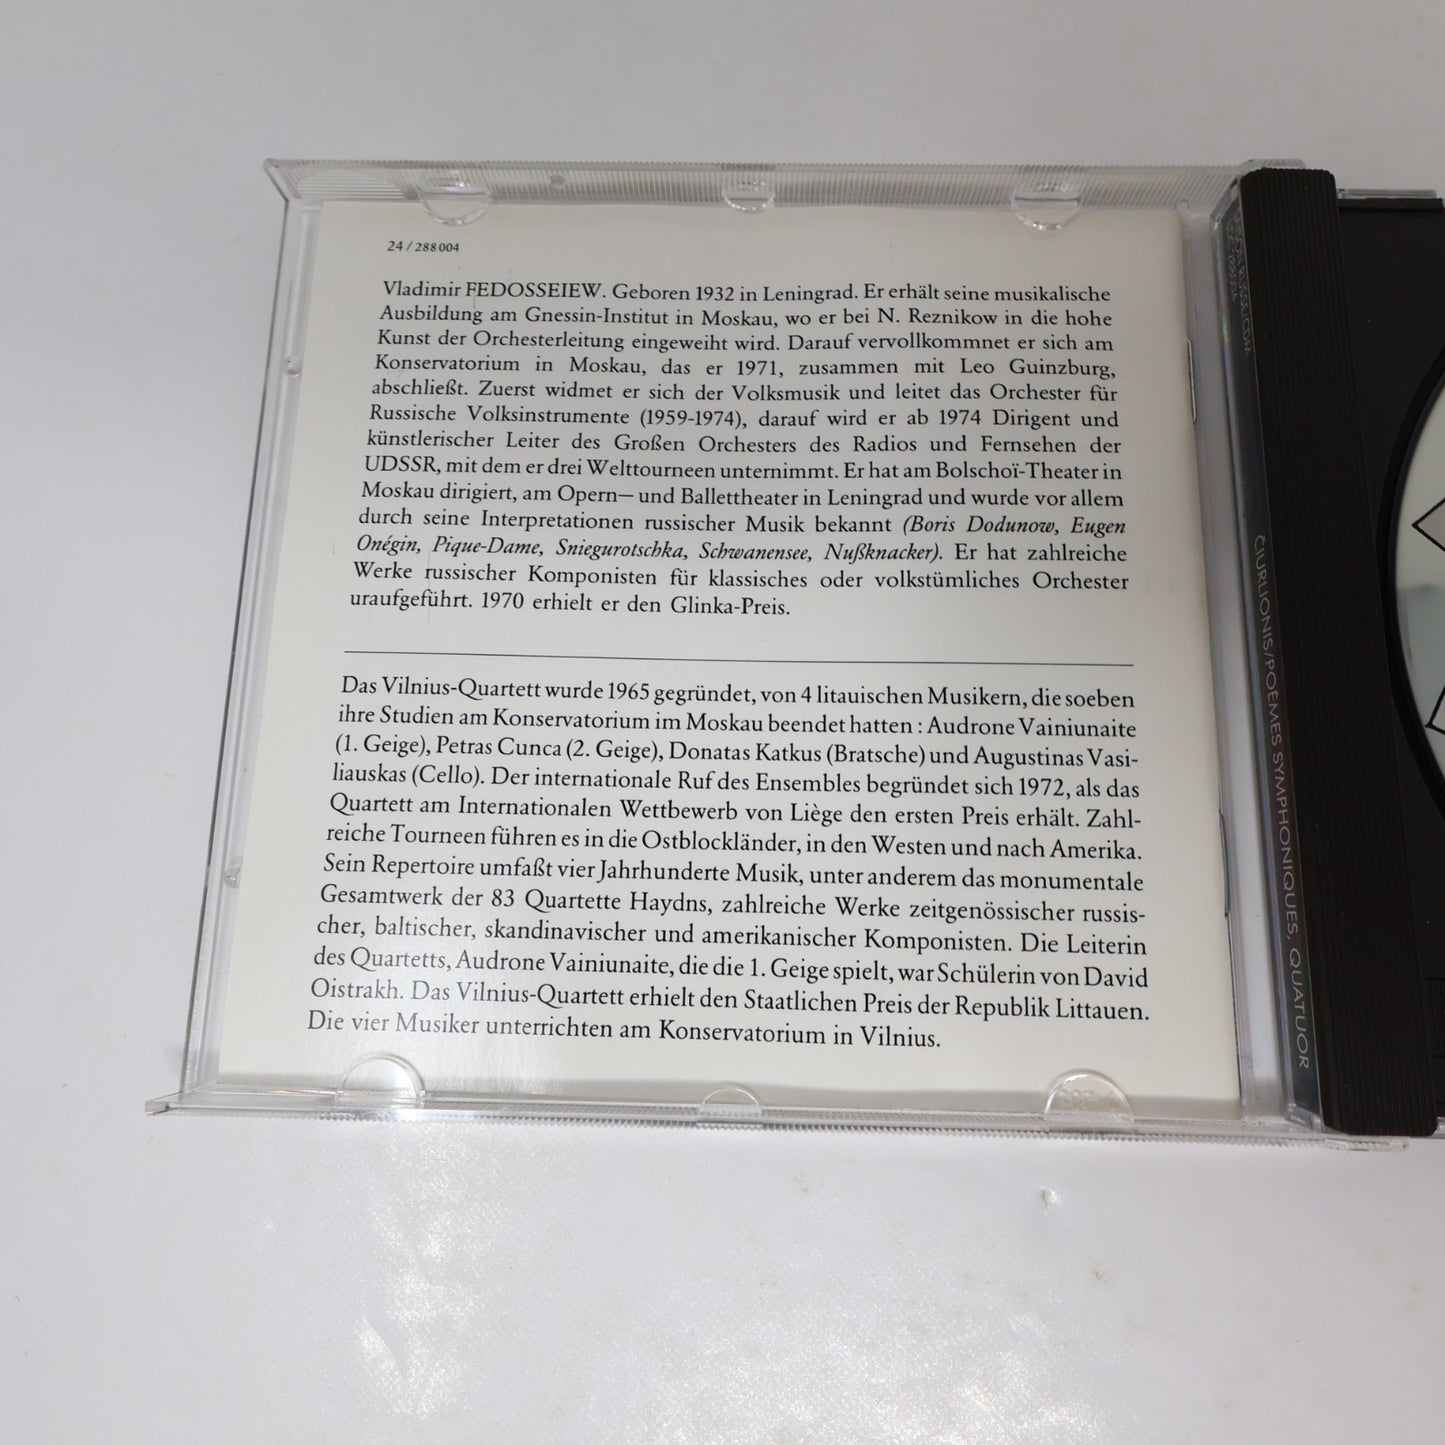 24 / 288 004
Vladimir FEDOSSEIEW. Geboren 1932 in Leningrad. Er erhält seine musikalische
Ausbildung am Gnessin-Institut in Moskau, wo er bei N. Reznikow in die hohe
Kunst der Orchesterleitung eingeweiht wird. Darauf vervollkommnet er sich am
Konservatorium in Moskau, das er 1971, zusammen mit Leo Guinzburg,
abschließt. Zuerst widmet er sich der Volksmusik und leitet das Orchester für
Russische Volksinstrumente (1959-1974), darauf wird er ab 1974 Dirigent und
künstlerischer Leiter des Großen Orchesters des Radios und Fernsehen der
UDSSR, mit dem er drei Welttourneen unternimmt. Er hat am Bolschoï-Theater in
Moskau dirigiert, am Opern— und Ballettheater in Leningrad und wurde vor allem
durch seine Interpretationen russischer Musik bekannt (Boris Dodunow, Eugen
Onégin, Pique-Dame, Sniegurotschka, Schwanensee, Nußknacker). Er hat zahlreiche
Werke russischer Komponisten für klassisches oder volkstümliches Orchester
uraufgeführt. 1970 erhielt er den Glinka-Preis.
Das Vilnius-Quartett wurde 1965 gegründet, von 4 litauischen Musikern, die soeben
ihre Studien am Konservatorium im Moskau beendet hatten : Audrone Vainiunaite
(1. Geige), Petras Cunca (2. Geige), Donatas Katkus (Bratsche) und Augustinas Vasi-
liauskas (Cello). Der internationale Ruf des Ensembles begründet sich 1972, als das
Quartett am Internationalen Wettbewerb von Liège den ersten Preis erhält. Zahl-
reiche Tourneen führen es in die Ostblockländer, in den Westen und nach Amerika.
Sein Repertoire umfaßt vier Jahrhunderte Musik, unter anderem das monumentale
Gesamtwerk der 83 Quartette Haydns, zahlreiche Werke zeitgenössischer russis-
cher, baltischer, skandinavischer und amerikanischer Komponisten. Die Leiterin
des Quartetts, Audrone Vainiunaite, die die 1. Geige spielt, war Schülerin von David
Oistrakh. Das Vilnius-Quartett erhielt den Staatlichen Preis der Republik Littauen.
Die vier Musiker unterrichten am Konservatorium in Vilnius.
SAISON RUSSE/CDM
LDC 288004
ČIURLIONIS/POEMES SYMPHONIQUES, QUATUOR